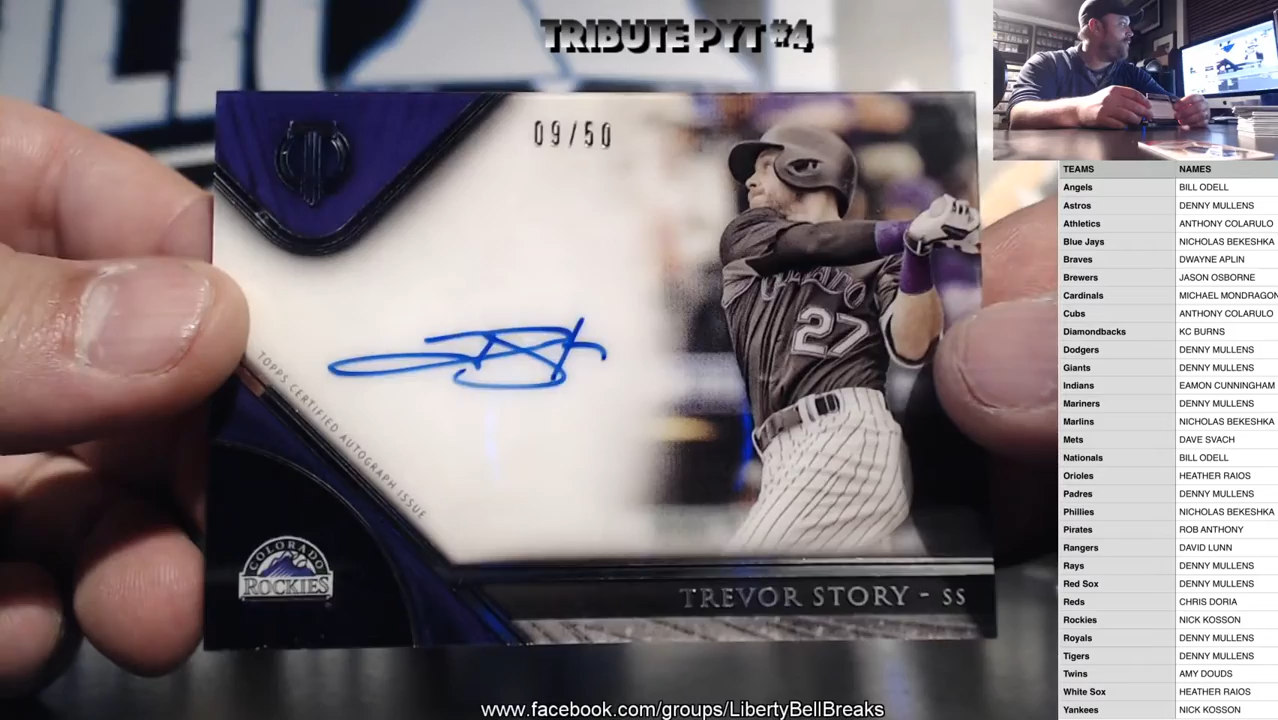 TRIBUTE PYT #4
09/50
COLORADO
27
TOPPS CERTIFIED AUTOGRAPH ISSUE
COLORADO
ROCKIES
TREVOR STORY - SS
www.facebook.com/groups/LibertyBellBreaks
TEAMS NAMES
Angels BILL ODELL
Astros DENNY MULLENS
Athletics ANTHONY COLARULO
Blue Jays NICHOLAS BEKESHKA
Braves DWAYNE APLIN
Brewers JASON OSBORNE
Cardinals MICHAEL MONDRAGON
Cubs ANTHONY COLARULO
Diamondbacks KC BURNS
Dodgers DENNY MULLENS
Giants DENNY MULLENS
Indians EAMON CUNNINGHAM
Mariners DENNY MULLENS
Marlins NICHOLAS BEKESHKA
Mets DAVE SVACH
Nationals BILL ODELL
Orioles HEATHER RAIOS
Padres DENNY MULLENS
Phillies NICHOLAS BEKESHKA
Pirates ROB ANTHONY
Rangers DAVID LUNN
Rays DENNY MULLENS
Red Sox DENNY MULLENS
Reds CHRIS DORIA
Rockies NICK KOSSON
Royals DENNY MULLENS
Tigers DENNY MULLENS
Twins AMY DOUDS
White Sox HEATHER RAIOS
Yankees NICK KOSSON